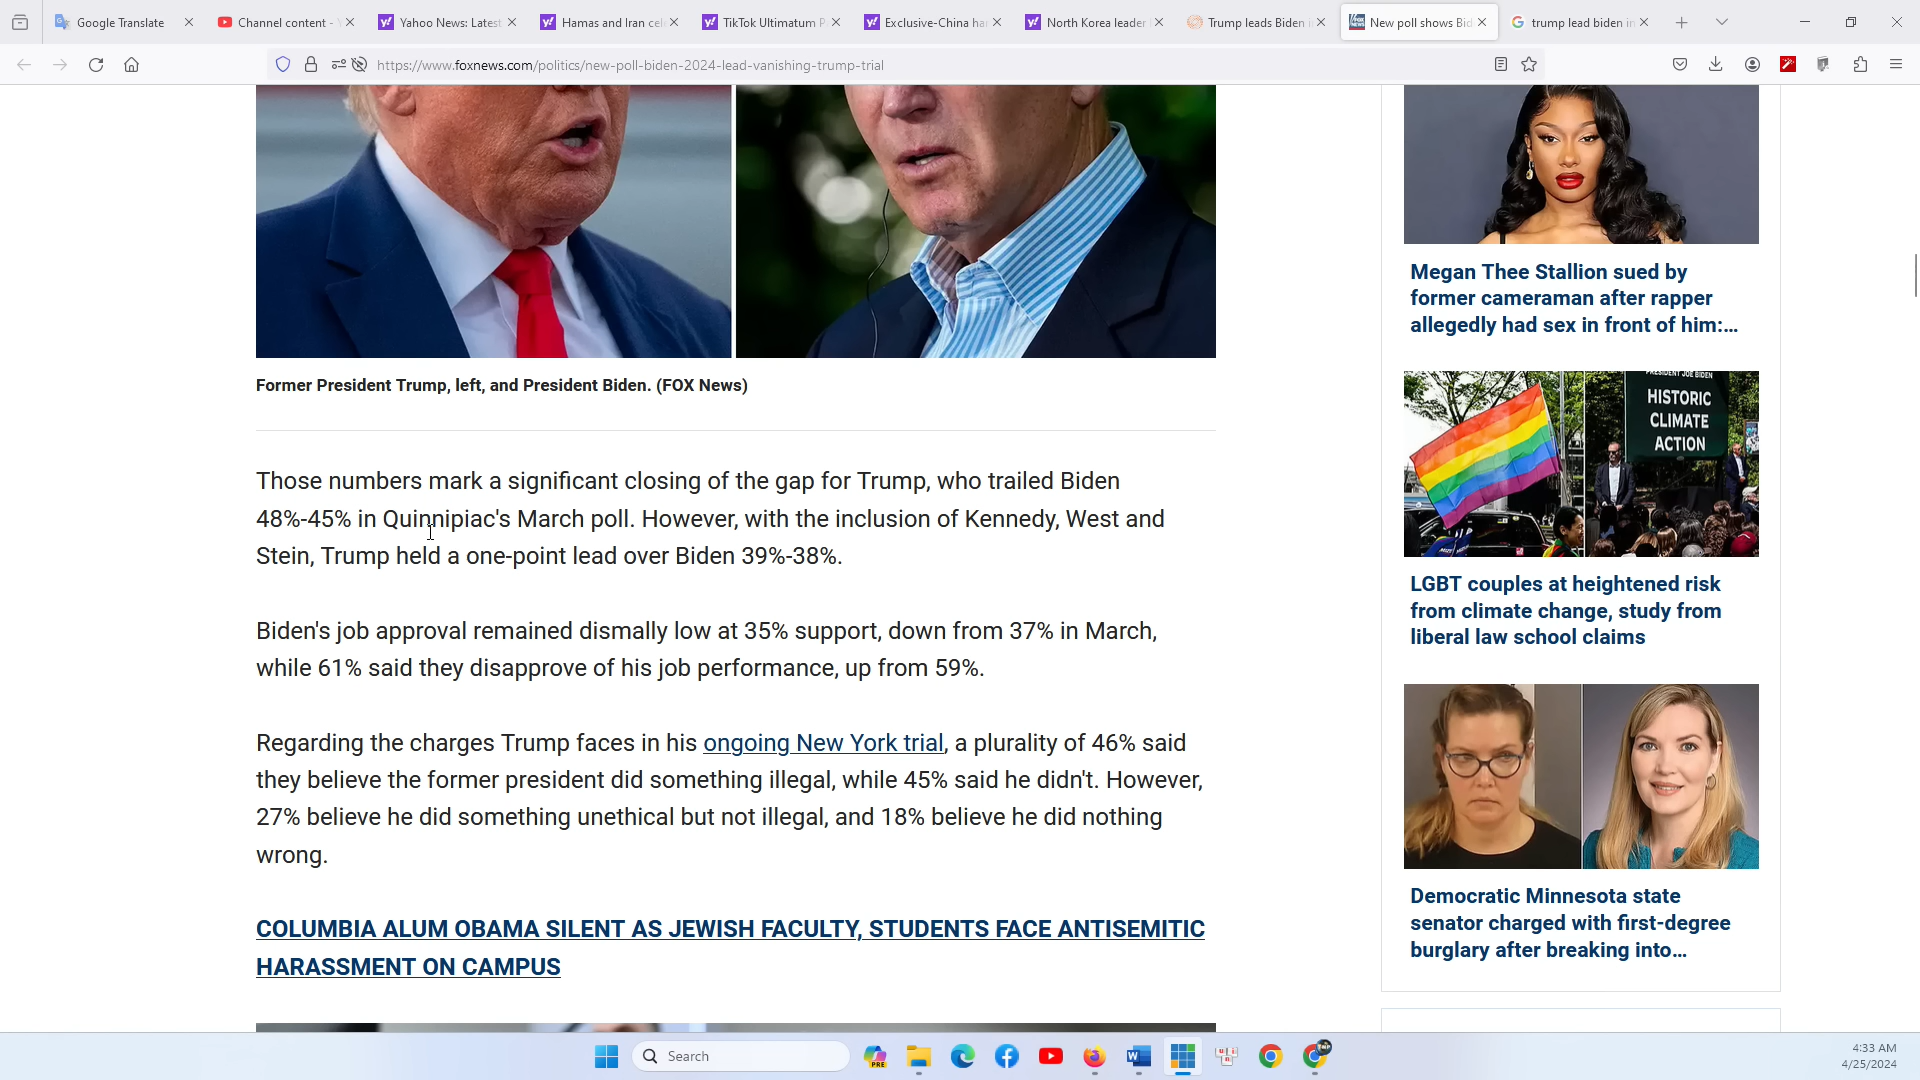 Google Translate
Channel content -
Yahoo News: Latest
Hamas and Iran cel
TikTok Ultimatum P
Exclusive-China ha
North Korea leader
Trump leads Biden i
New poll shows Bid
trump lead biden in
https://www.foxnews.com/politics/new-poll-biden-2024-lead-vanishing-trump-trial
Former President Trump, left, and President Biden. (FOX News)
Those numbers mark a significant closing of the gap for Trump, who trailed Biden
48%-45% in Quinnipiac's March poll. However, with the inclusion of Kennedy, West and
Stein, Trump held a one-point lead over Biden 39%-38%.
Biden's job approval remained dismally low at 35% support, down from 37% in March,
while 61% said they disapprove of his job performance, up from 59%.
Regarding the charges Trump faces in his ongoing New York trial, a plurality of 46% said
they believe the former president did something illegal, while 45% said he didn't. However,
27% believe he did something unethical but not illegal, and 18% believe he did nothing
wrong.
COLUMBIA ALUM OBAMA SILENT AS JEWISH FACULTY, STUDENTS FACE ANTISEMITIC
HARASSMENT ON CAMPUS
Megan Thee Stallion sued by
former cameraman after rapper
allegedly had sex in front of him:...
PRESIDENT JOE BIDEN
HISTORIC
CLIMATE
ACTION
LGBT couples at heightened risk
from climate change, study from
liberal law school claims
Democratic Minnesota state
senator charged with first-degree
burglary after breaking into...
Search
PRE
4:33 AM
4/25/2024